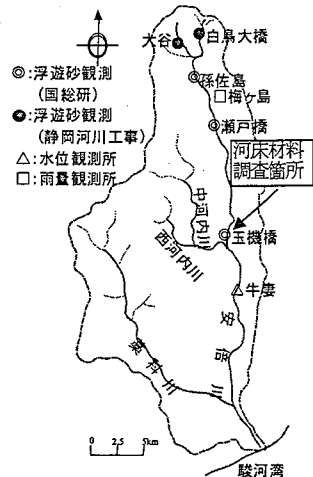 大谷
白鳥大橋
◎:浮遊砂観測
(国総研)
●:浮遊砂観測
(静岡河川工事)
△:水位観測所
□:雨量観測所
孫佐島
梅ヶ島
瀬戸橋
河床材料
調査箇所
中河内川
西河内川
玉機橋
牛妻
安倍川
藁科川
0 2.5 5km
駿河湾